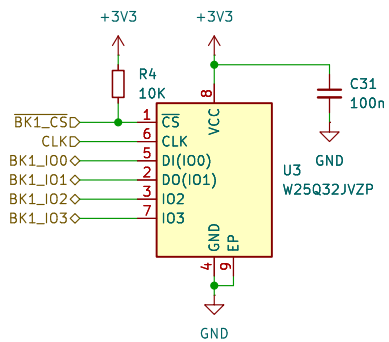 +3V3
+3V3
R4
10K
8
VCC
C31
100n
GND
BK1_CS
1
CS
CLK
6
CLK
BK1_IO0
5
DI(IO0)
BK1_IO1
2
DO(IO1)
BK1_IO2
3
IO2
BK1_IO3
7
IO3
U3
W25Q32JVZP
GND
EP
4
9
GND